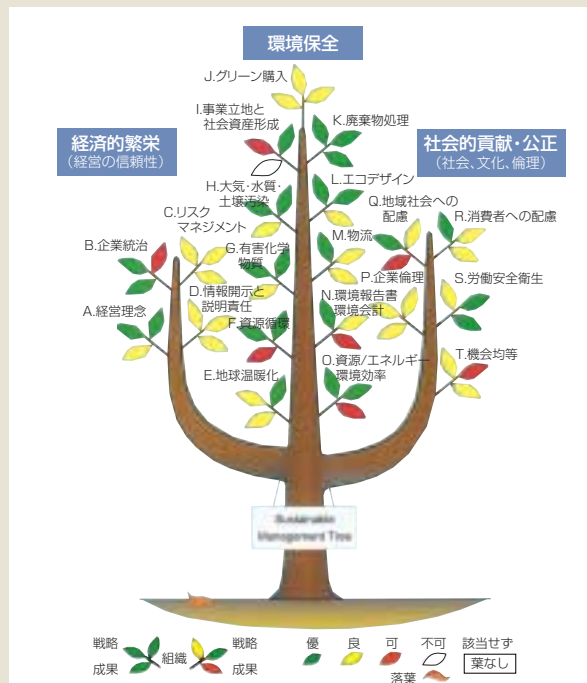 環境保全
J.グリーン購入
I.事業立地と
社会資産形成
K.廃棄物処理
経済的繁栄
(経営の信頼性)
社会的貢献・公正
(社会、文化、倫理)
H.大気・水質・
土壌汚染
L.エコデザイン
Q.地域社会への
配慮
R.消費者への配慮
C.リスク
マネジメント
B.企業統治
G.有害化学
物質
M.物流
P.企業倫理
S.労働安全衛生
D.情報開示と
説明責任
N.環境報告書
環境会計
A.経営理念
F.資源循環
E.地球温暖化
O.資源/エネルギー
環境効率
T.機会均等
Sustainable
Management Tree
戦略
成果
組織
戦略
成果
優 良 可 不可 該当せず
葉なし
落葉